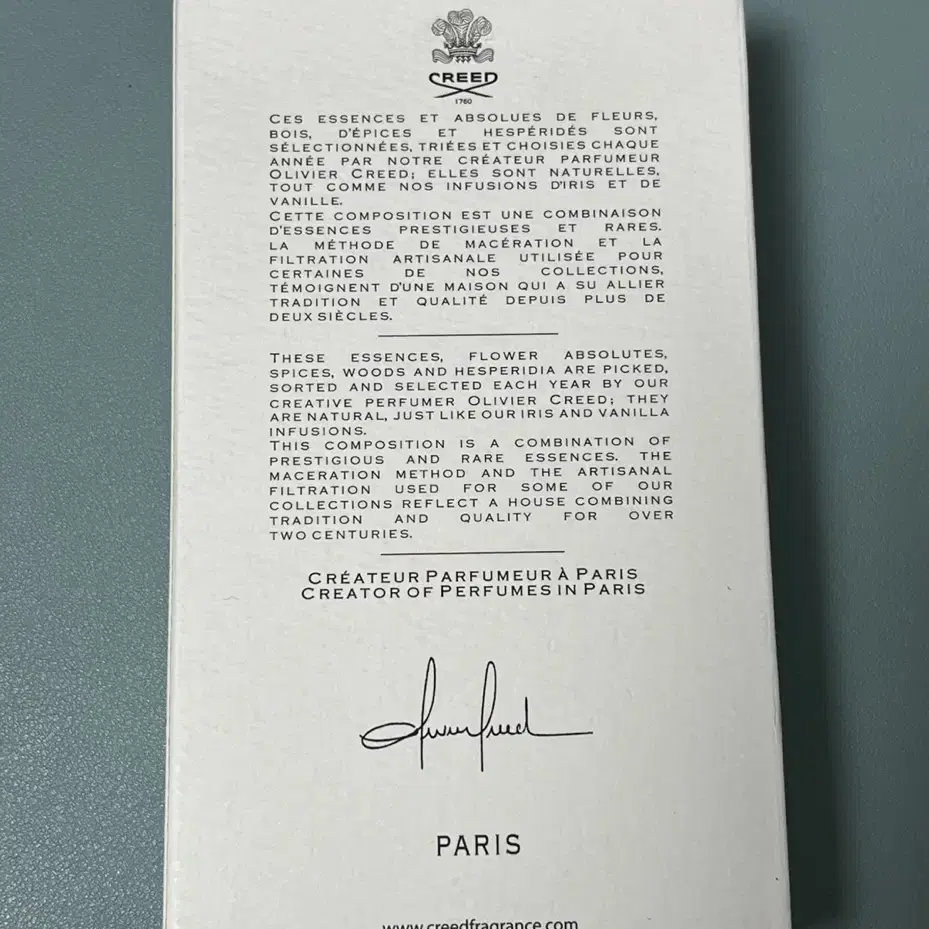 CREED
1760
CES ESSENCES ET ABSOLUES DE FLEURS,
BOIS, D'ÉPICES ET HESPÉRIDÉS SONT
SÉLECTIONNÉES, TRIÉES ET CHOISIES CHAQUE
ANNÉE PAR NOTRE CRÉATEUR PARFUMEUR
OLIVIER CREED; ELLES SONT NATURELLES,
TOUT COMME NOS INFUSIONS D'IRIS ET DE
VANILLE.
CETTE COMPOSITION EST UNE COMBINAISON
D'ESSENCES PRESTIGIEUSES ET RARES.
LA MÉTHODE DE MACÉRATION ET LA
FILTRATION ARTISANALE UTILISÉE POUR
CERTAINES DE NOS COLLECTIONS,
TÉMOIGNENT D'UNE MAISON QUI A SU ALLIER
TRADITION ET QUALITÉ DEPUIS PLUS DE
DEUX SIÈCLES.
THESE ESSENCES, FLOWER ABSOLUTES,
SPICES, WOODS AND HESPERIDIA ARE PICKED,
SORTED AND SELECTED EACH YEAR BY OUR
CREATIVE PERFUMER OLIVIER CREED; THEY
ARE NATURAL, JUST LIKE OUR IRIS AND VANILLA
INFUSIONS.
THIS COMPOSITION IS A COMBINATION OF
PRESTIGIOUS AND RARE ESSENCES. THE
MACERATION METHOD AND THE ARTISANAL
FILTRATION USED FOR SOME OF OUR
COLLECTIONS REFLECT A HOUSE COMBINING
TRADITION AND QUALITY FOR OVER
TWO CENTURIES.
CRÉATEUR PARFUMEUR À PARIS
CREATOR OF PERFUMES IN PARIS
Olivier Creed
PARIS
www.creedfragrance.com